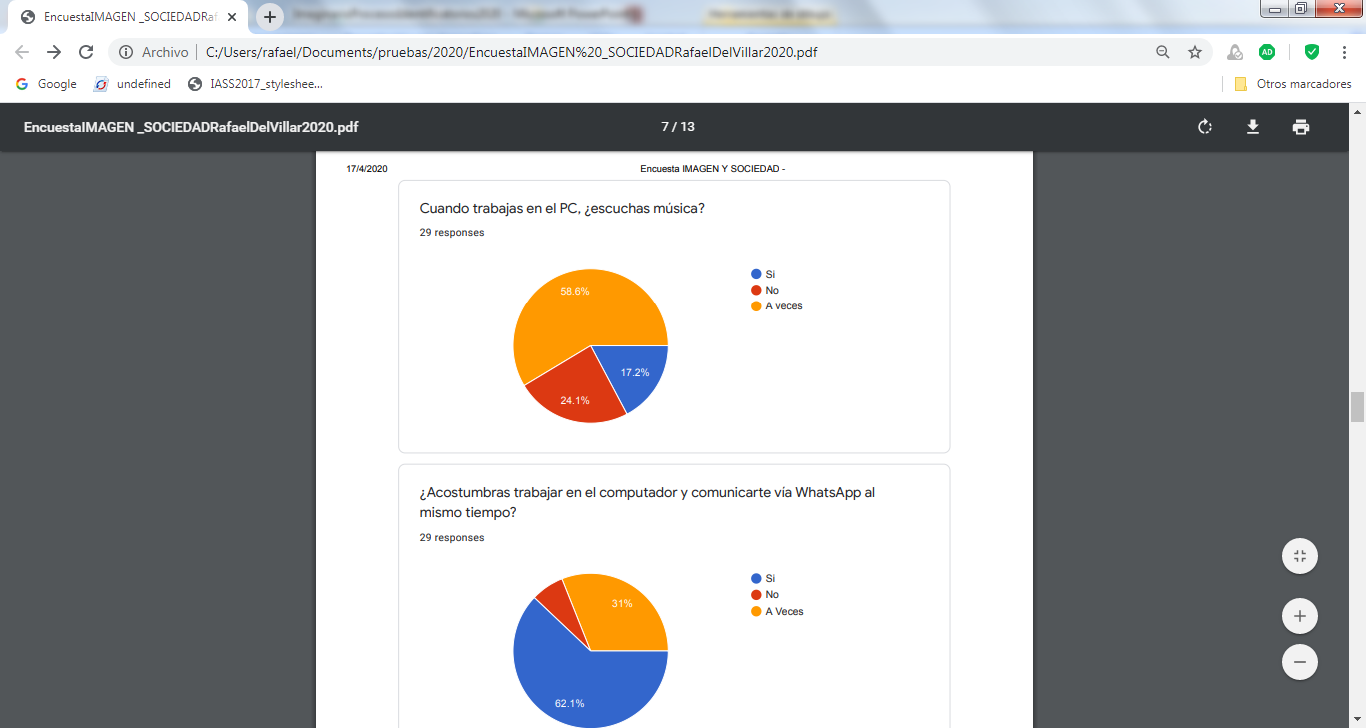 EncuestaIMAGEN _SOCIEDADRaf
Archivo
C:/Users/rafael/Documents/pruebas/2020/EncuestaIMAGEN%20_SOCIEDADRafaelDelVillar2020.pdf
AD
Google
undefined
IASS2017_styleshee...
Otros marcadores
EncuestaIMAGEN _SOCIEDADRafaelDelVillar2020.pdf
7 / 13
17/4/2020
Encuesta IMAGEN Y SOCIEDAD -
Cuando trabajas en el PC, ¿escuchas música?
29 responses
Si
No
A veces
58.6%
17.2%
24.1%
¿Acostumbras trabajar en el computador y comunicarte vía WhatsApp al
mismo tiempo?
29 responses
Si
No
A Veces
31%
62.1%